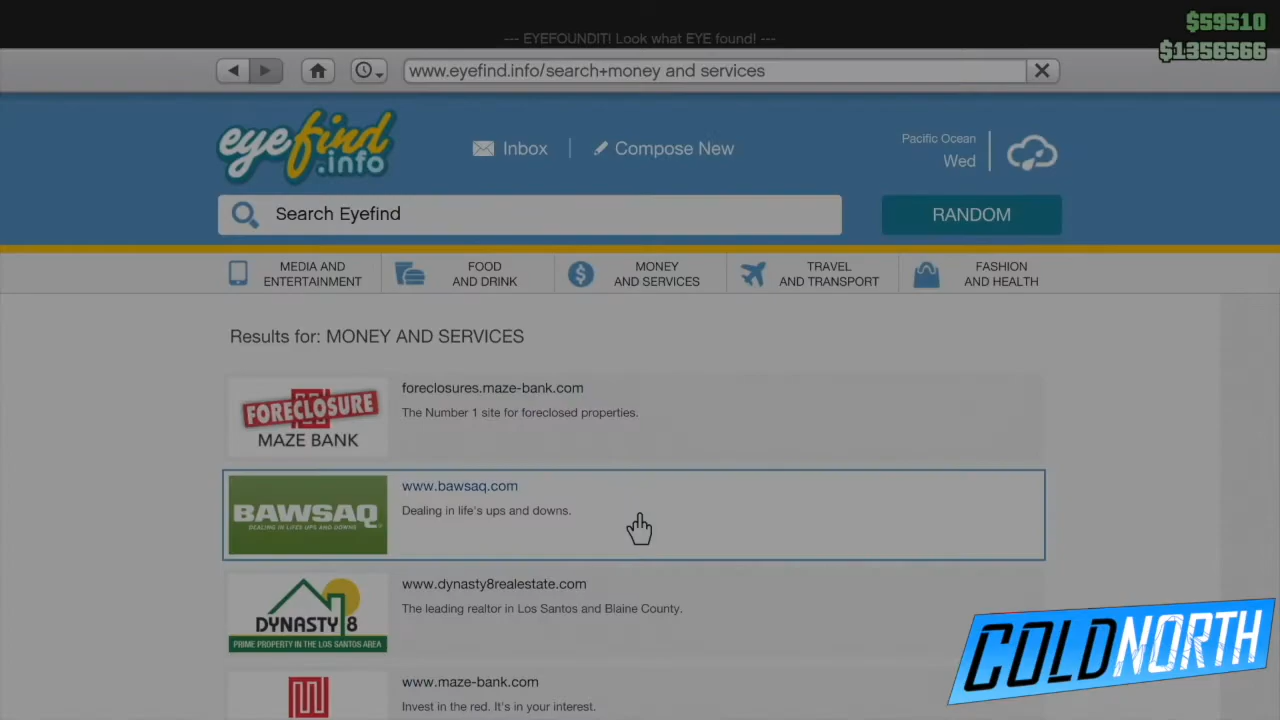 $59510
--- EYEFOUNDIT! Look what EYE found! ---
$1356566
www.eyefind.info/search+money and services
eyefind
.info
Inbox
Compose New
Pacific Ocean
Wed
Search Eyefind
RANDOM
MEDIA AND
ENTERTAINMENT
FOOD
AND DRINK
MONEY
AND SERVICES
TRAVEL
AND TRANSPORT
FASHION
AND HEALTH
Results for: MONEY AND SERVICES
FORECLOSURE
MAZE BANK
foreclosures.maze-bank.com
The Number 1 site for foreclosed properties.
BAWSAQ
DEALING IN LIFE'S UPS AND DOWNS
www.bawsaq.com
Dealing in life's ups and downs.
DYNASTY 8
PRIME PROPERTY IN THE LOS SANTOS AREA
www.dynasty8realestate.com
The leading realtor in Los Santos and Blaine County.
www.maze-bank.com
Invest in the red. It's in your interest.
COLDNORTH